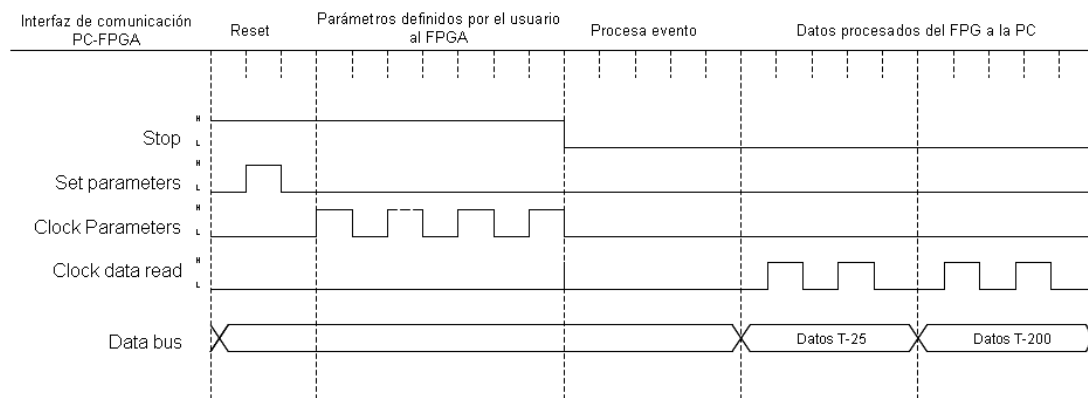 Interfaz de comunicación
PC-FPGA
Reset
Parámetros definidos por el usuario
al FPGA
Procesa evento
Datos procesados del FPG a la PC
Stop
H
L
Set parameters
H
L
Clock Parameters
H
L
Clock data read
H
L
Data bus
Datos T-25
Datos T-200